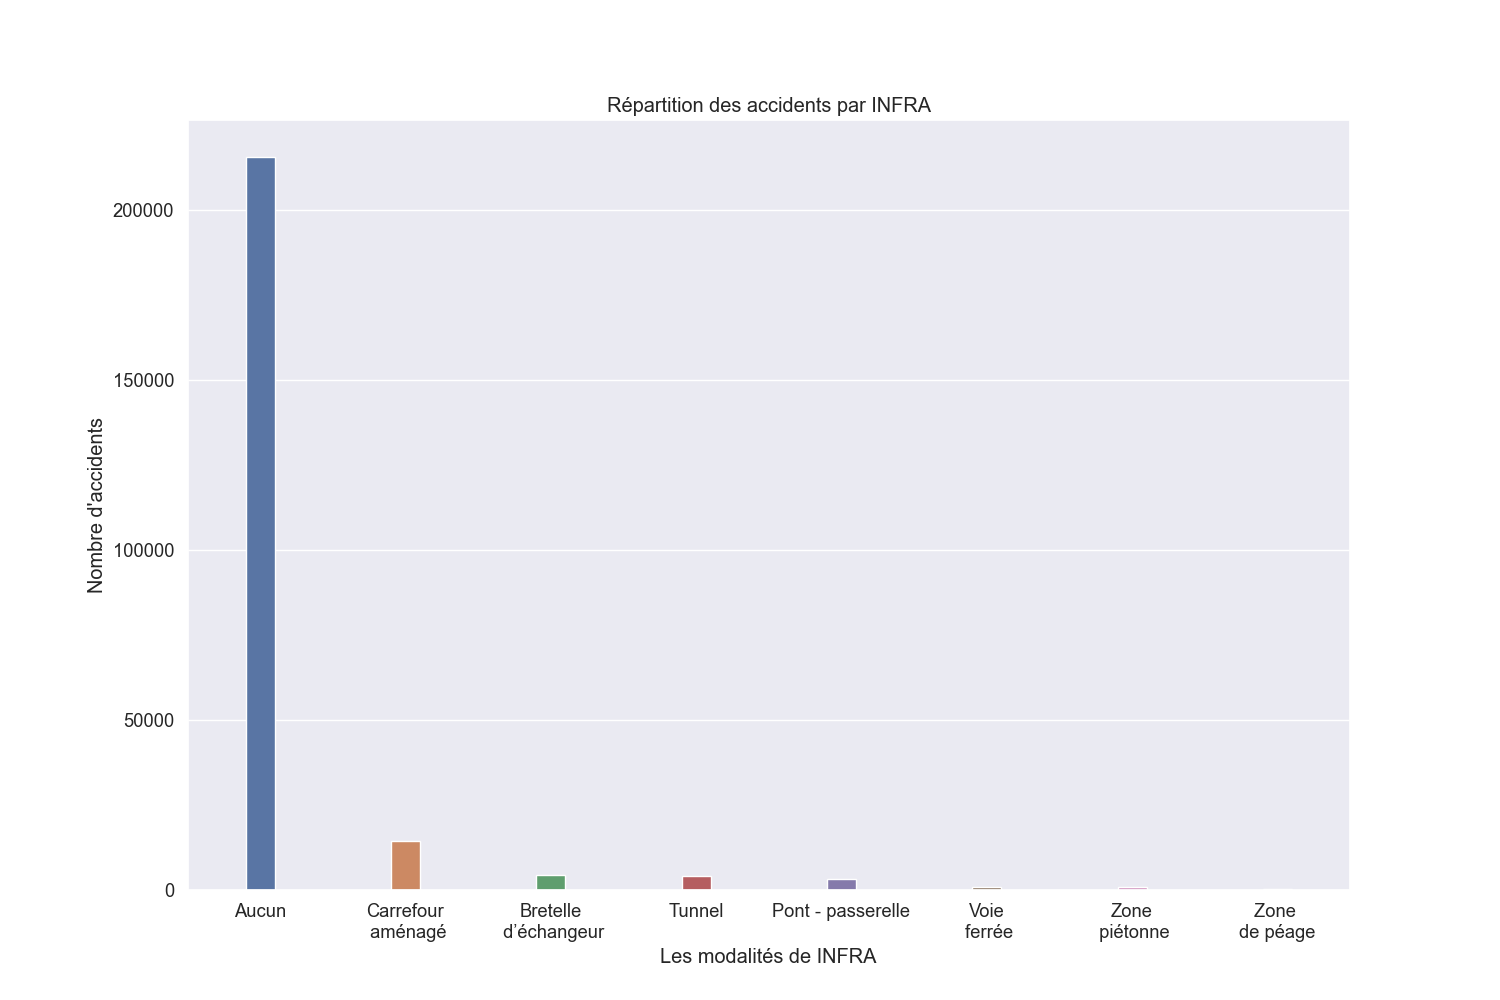 Répartition des accidents par INFRA
Nombre d'accidents
200000
150000
100000
50000
0
Aucun
Carrefour
aménagé
Bretelle
d’échangeur
Tunnel
Pont - passerelle
Voie
ferrée
Zone
piétonne
Zone
de péage
Les modalités de INFRA